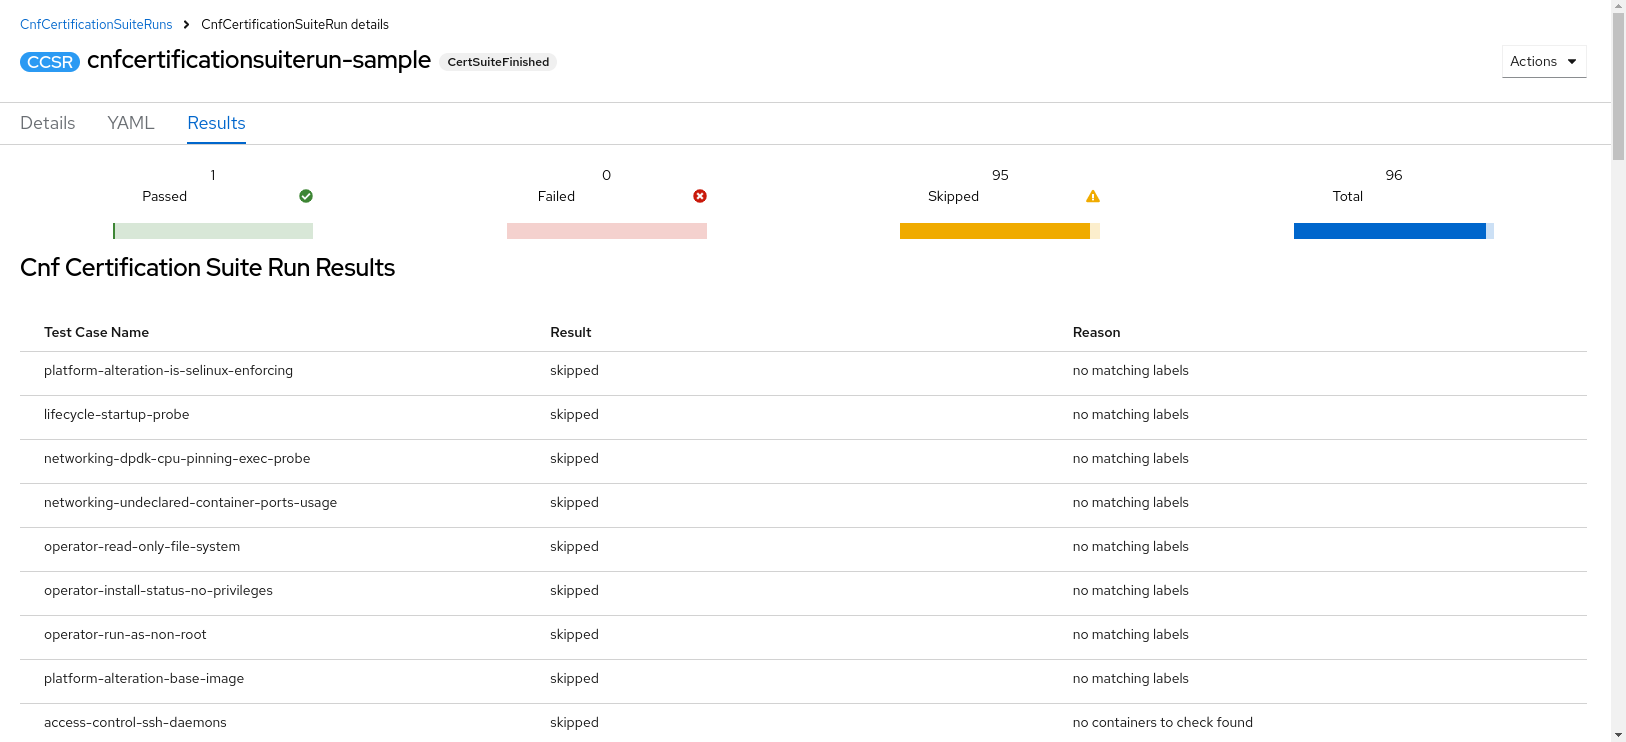 CnfCertificationSuiteRuns > CnfCertificationSuiteRun details
CCSR cnfcertificationsuiterun-sample CertSuiteFinished
Actions
Details YAML Results
1 0 95 96
Passed Failed Skipped Total
Cnf Certification Suite Run Results
Test Case Name Result Reason
platform-alteration-is-selinux-enforcing skipped no matching labels
lifecycle-startup-probe skipped no matching labels
networking-dpdk-cpu-pinning-exec-probe skipped no matching labels
networking-undeclared-container-ports-usage skipped no matching labels
operator-read-only-file-system skipped no matching labels
operator-install-status-no-privileges skipped no matching labels
operator-run-as-non-root skipped no matching labels
platform-alteration-base-image skipped no matching labels
access-control-ssh-daemons skipped no containers to check found